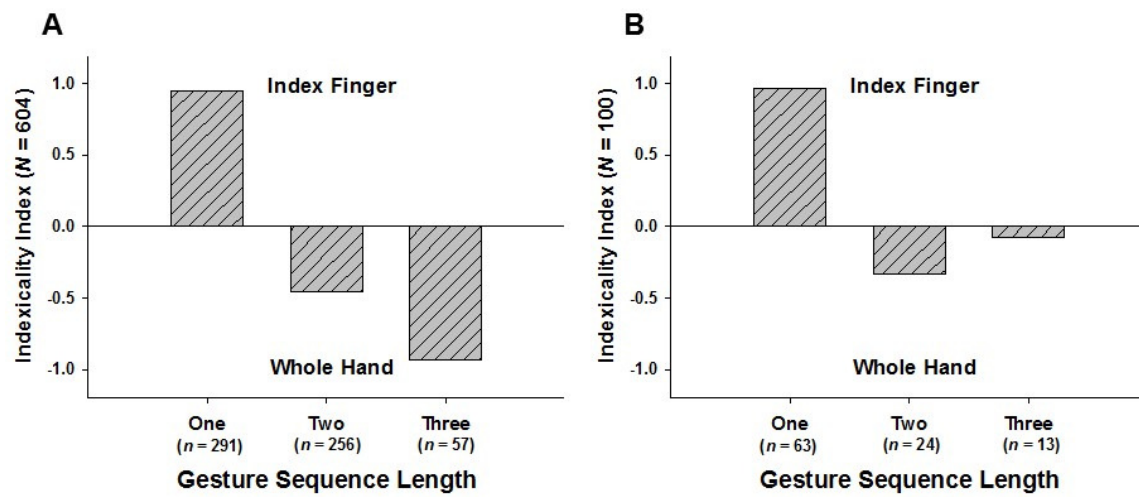 A
Indexicality Index (N = 604)
1.0
0.5
0.0
-0.5
-1.0
Index Finger
Whole Hand
One
(n = 291)
Two
(n = 256)
Three
(n = 57)
Gesture Sequence Length
B
Indexicality Index (N = 100)
1.0
0.5
0.0
-0.5
-1.0
Index Finger
Whole Hand
One
(n = 63)
Two
(n = 24)
Three
(n = 13)
Gesture Sequence Length